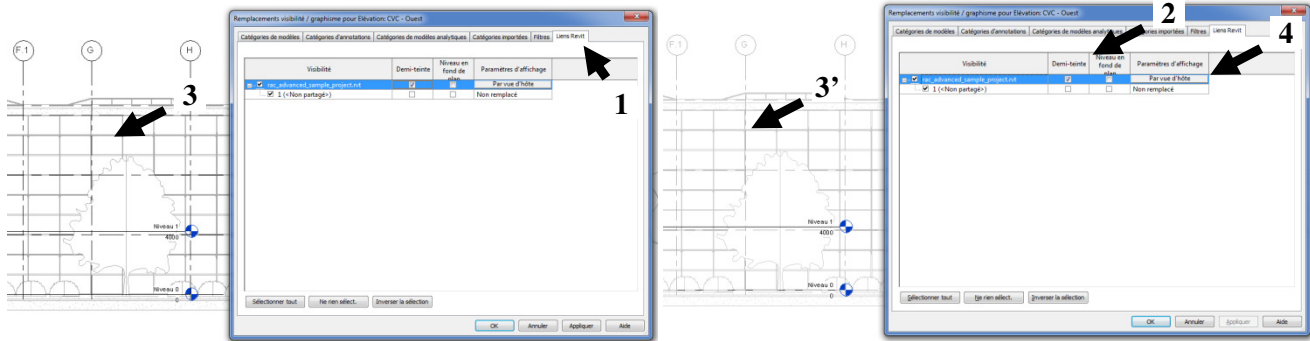 Remplacements visibilité / graphisme pour Elévation: CVC - Ouest
Catégories de modèles Catégories d'annotations Catégories de modèles analytiques Catégories importées Filtres Liens Revit
Visibilité Demi-teinte Niveau en fond de plan Paramètres d'affichage
rac_advanced_sample_project.rvt Par vue d'hôte
1 (<Non partagé>) Non remplacé
Sélectionner tout Ne rien sélect. Inverser la sélection
OK Annuler Appliquer Aide
F.1 G H
3
1
Niveau 1
4000
Niveau 0
0
Remplacements visibilité / graphisme pour Elévation: CVC - Ouest
Catégories de modèles Catégories d'annotations Catégories de modèles analytiques Catégories importées Filtres Liens Revit
Visibilité Demi-teinte Niveau en fond de plan Paramètres d'affichage
rac_advanced_sample_project.rvt Par vue d'hôte
1 (<Non partagé>) Non remplacé
Sélectionner tout Ne rien sélect. Inverser la sélection
OK Annuler Appliquer Aide
F.1 G H
2
4
3’
Niveau 1
4000
Niveau 0
0